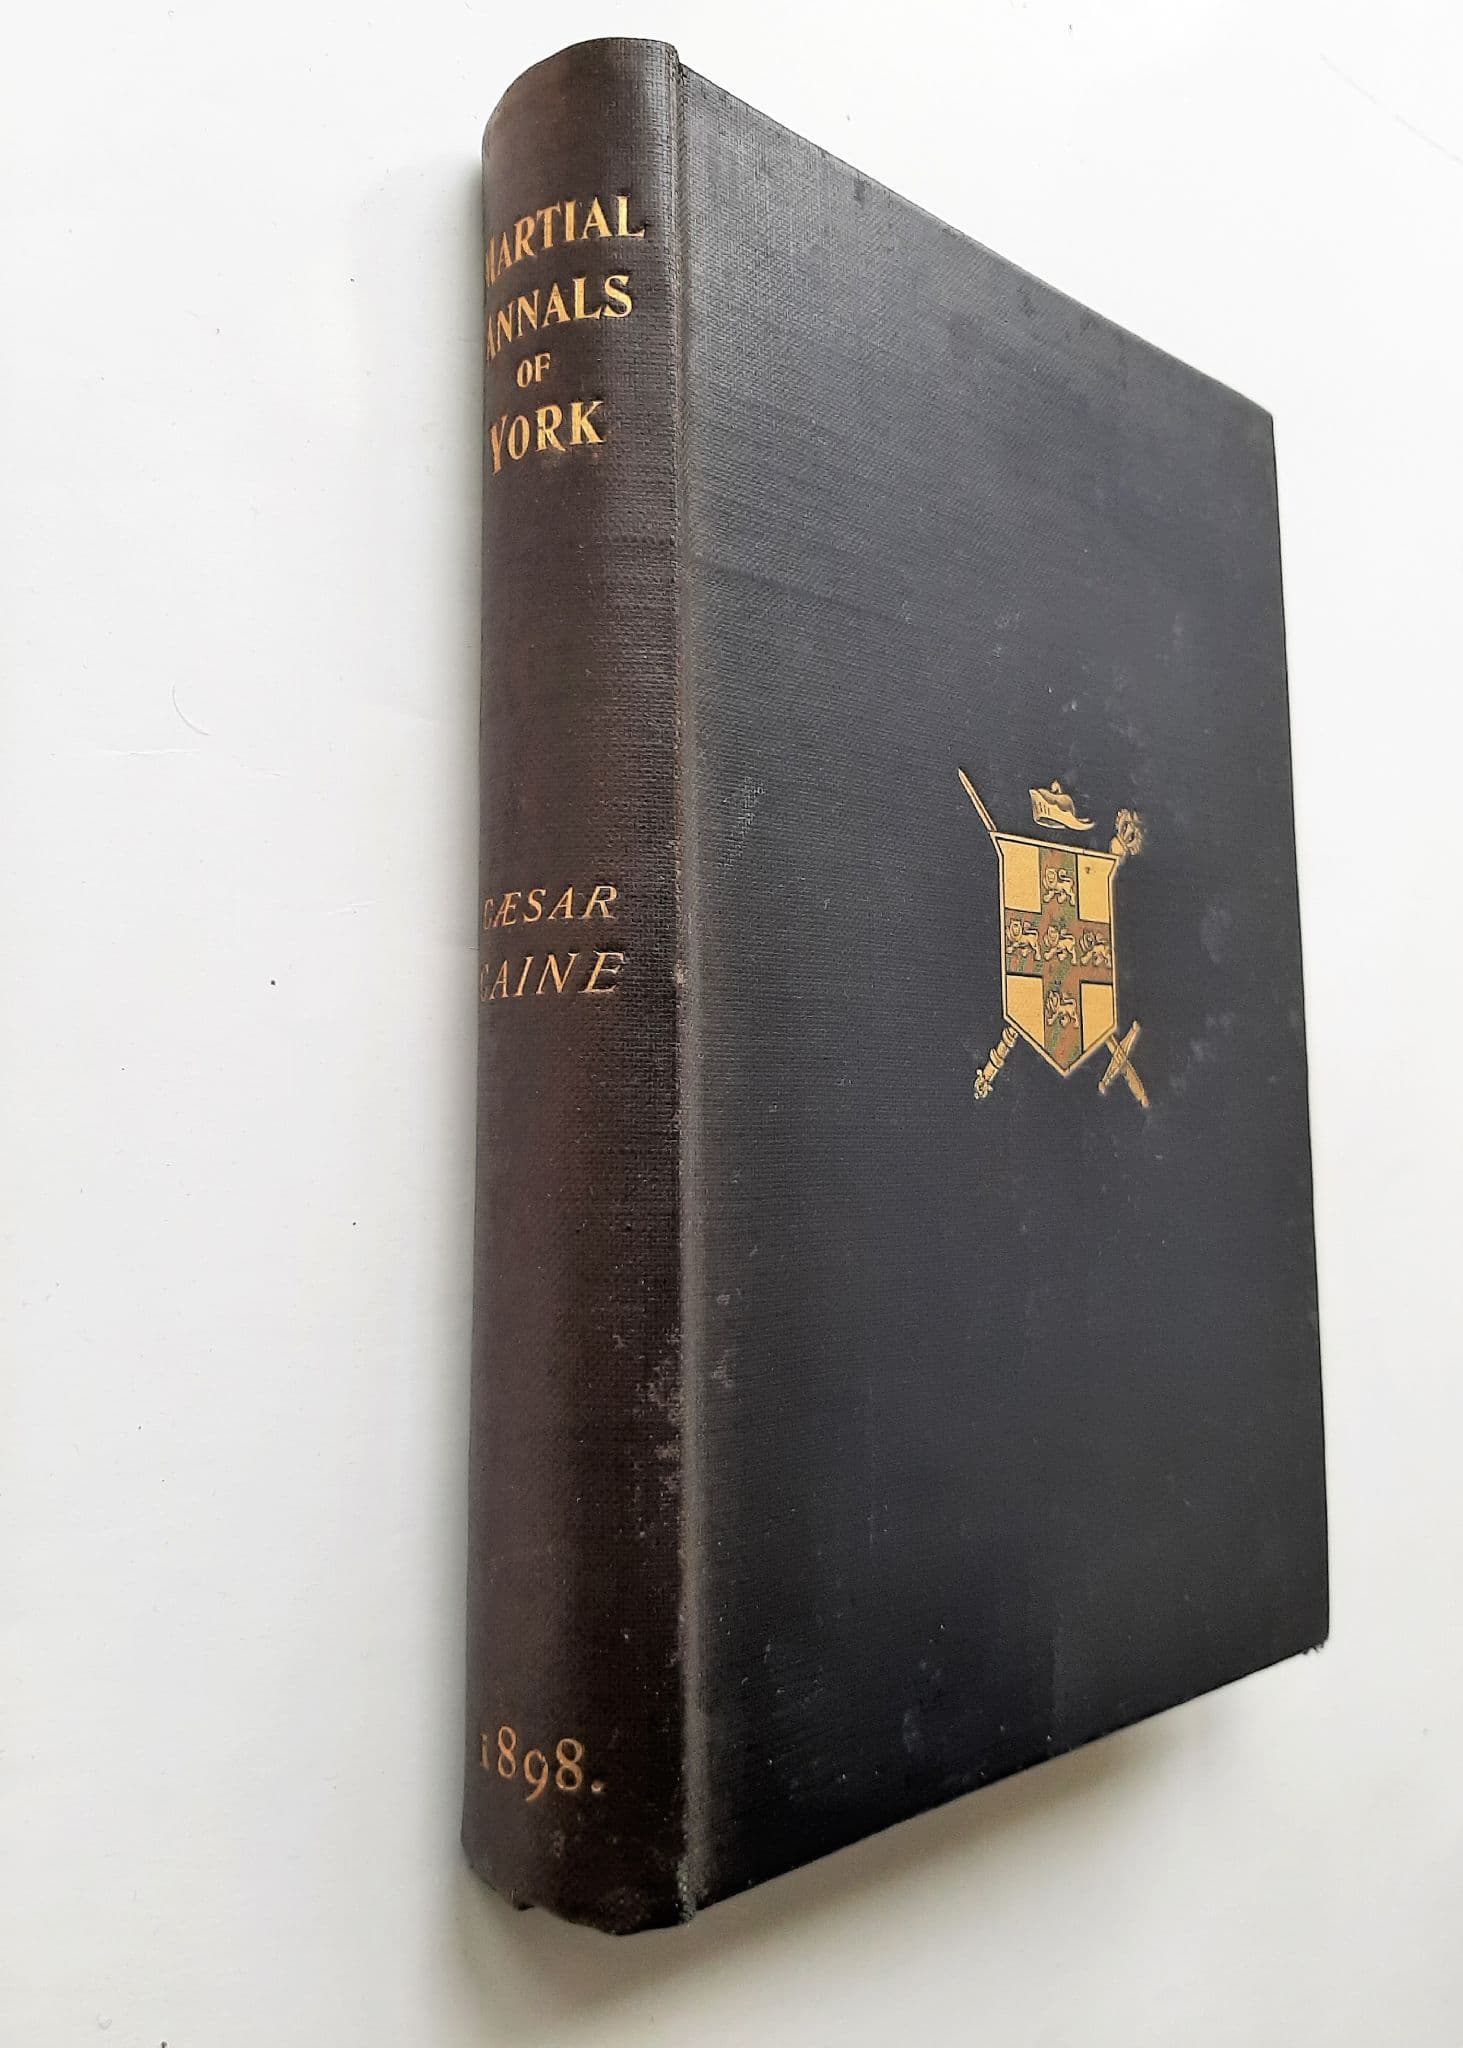 MARTIAL
ANNALS
OF
YORK
CÆSAR
CAINE
1898.